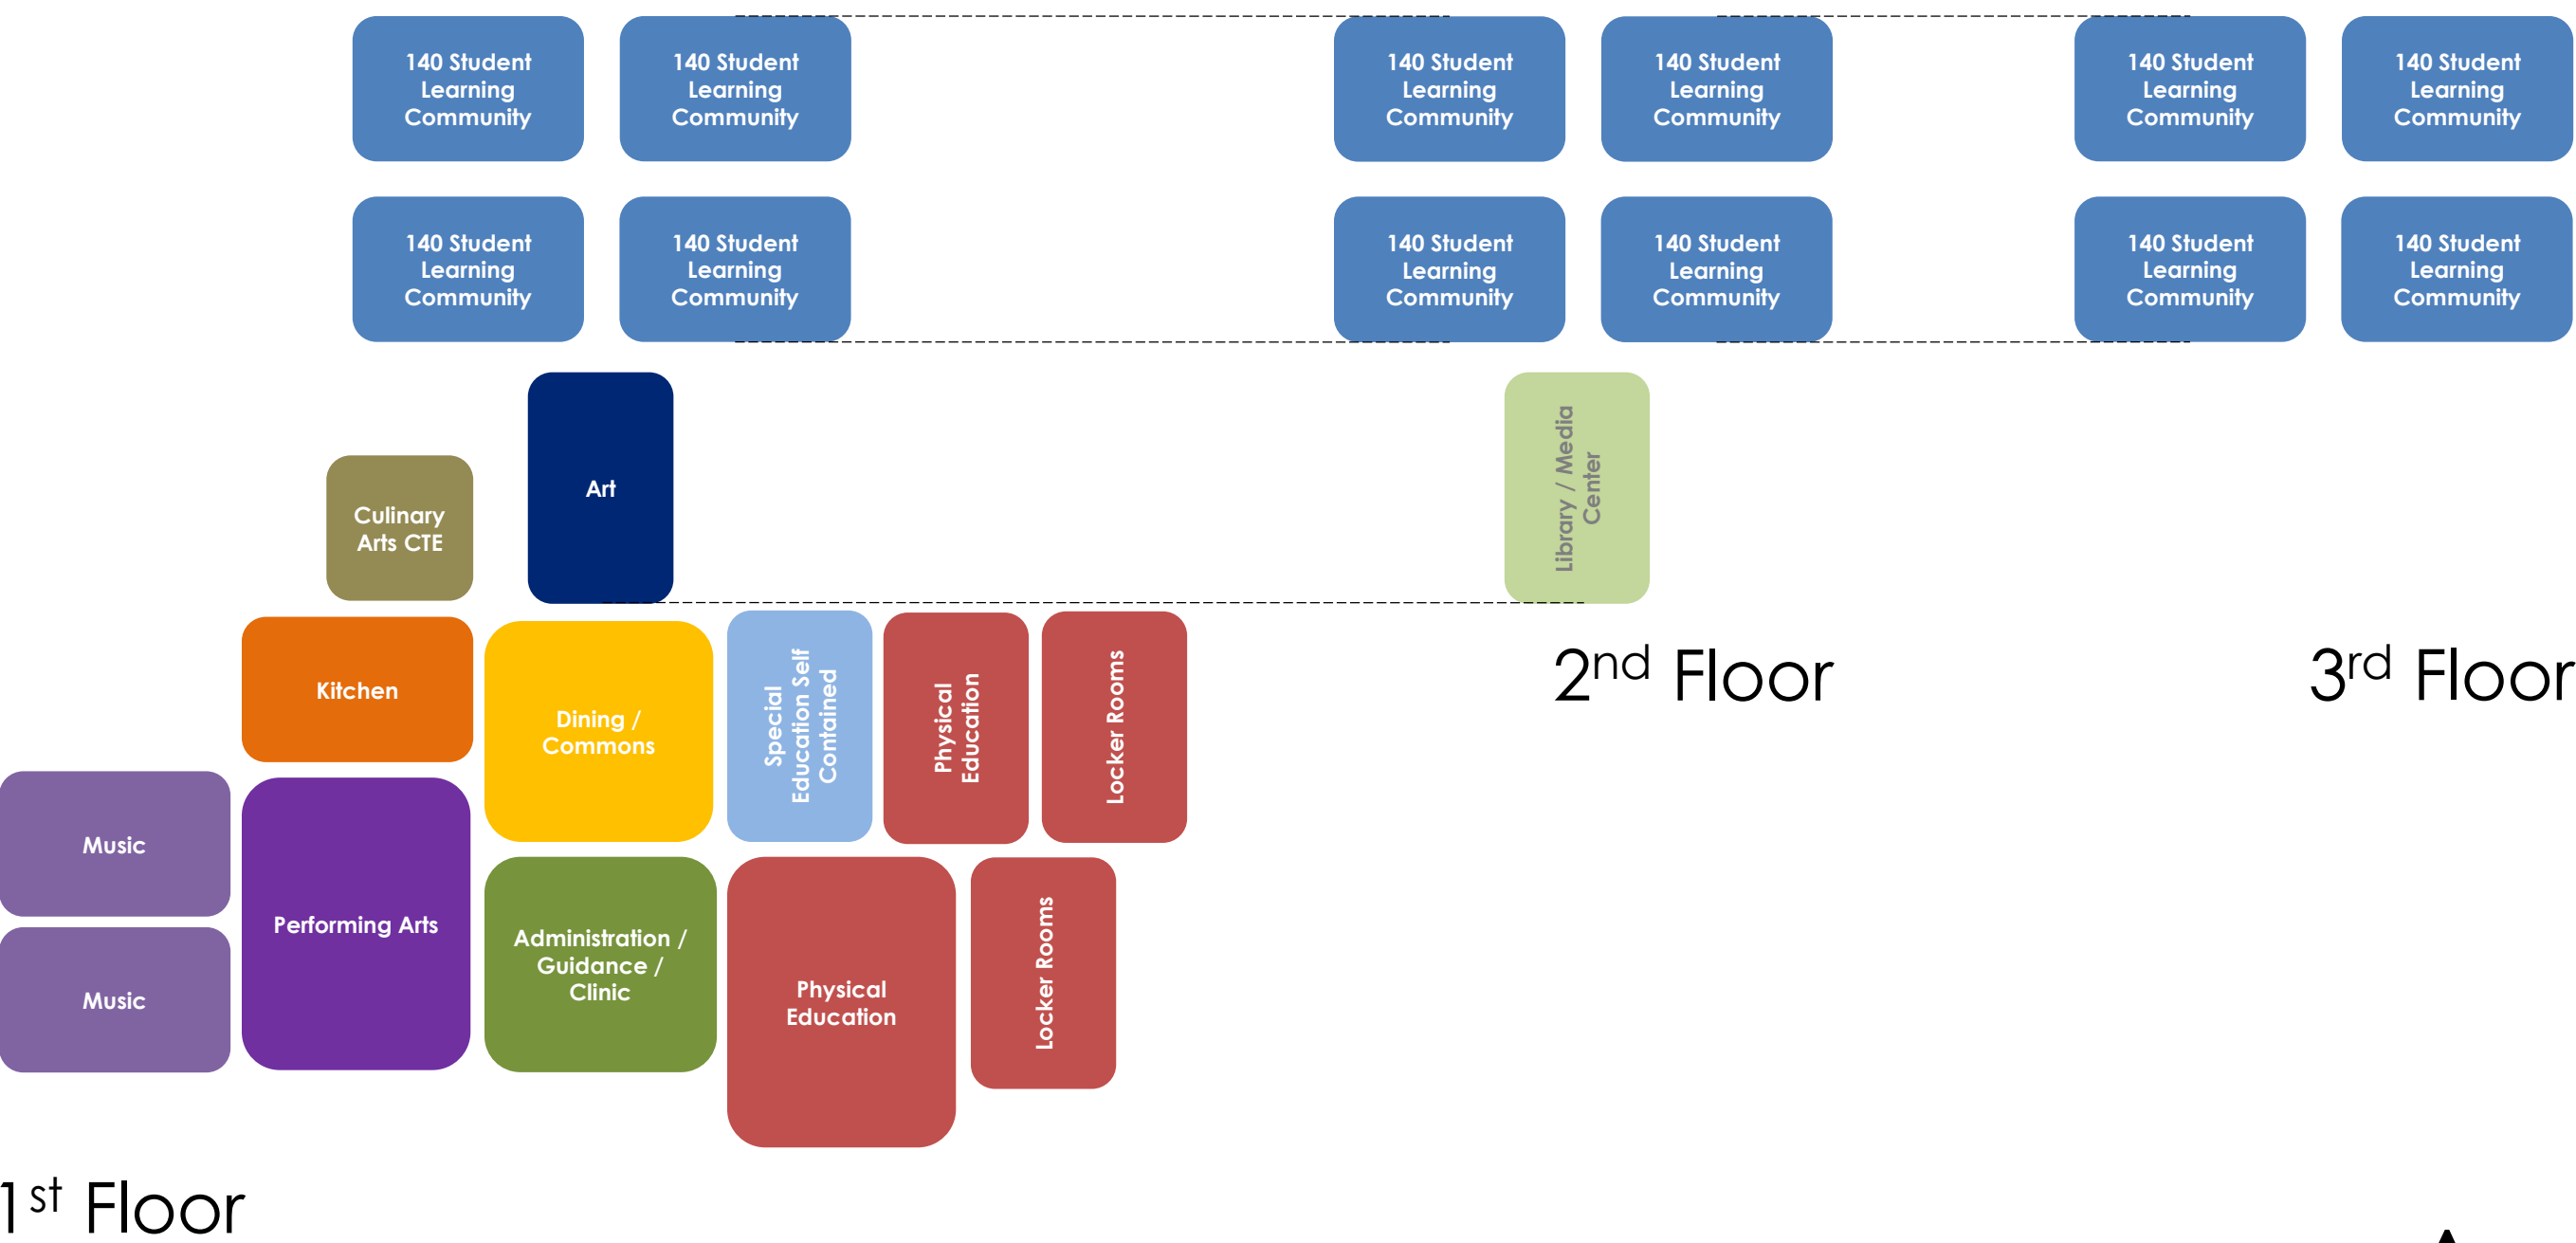 140 Student
Learning
Community
140 Student
Learning
Community
140 Student
Learning
Community
140 Student
Learning
Community
140 Student
Learning
Community
140 Student
Learning
Community
140 Student
Learning
Community
140 Student
Learning
Community
140 Student
Learning
Community
140 Student
Learning
Community
140 Student
Learning
Community
140 Student
Learning
Community
Art
Library / Media
Center
Culinary
Arts CTE
Kitchen
Dining /
Commons
Special
Education Self
Contained
Physical
Education
Locker Rooms
2nd Floor
3rd Floor
Music
Music
Performing Arts
Administration /
Guidance /
Clinic
Physical
Education
Locker Rooms
1st Floor